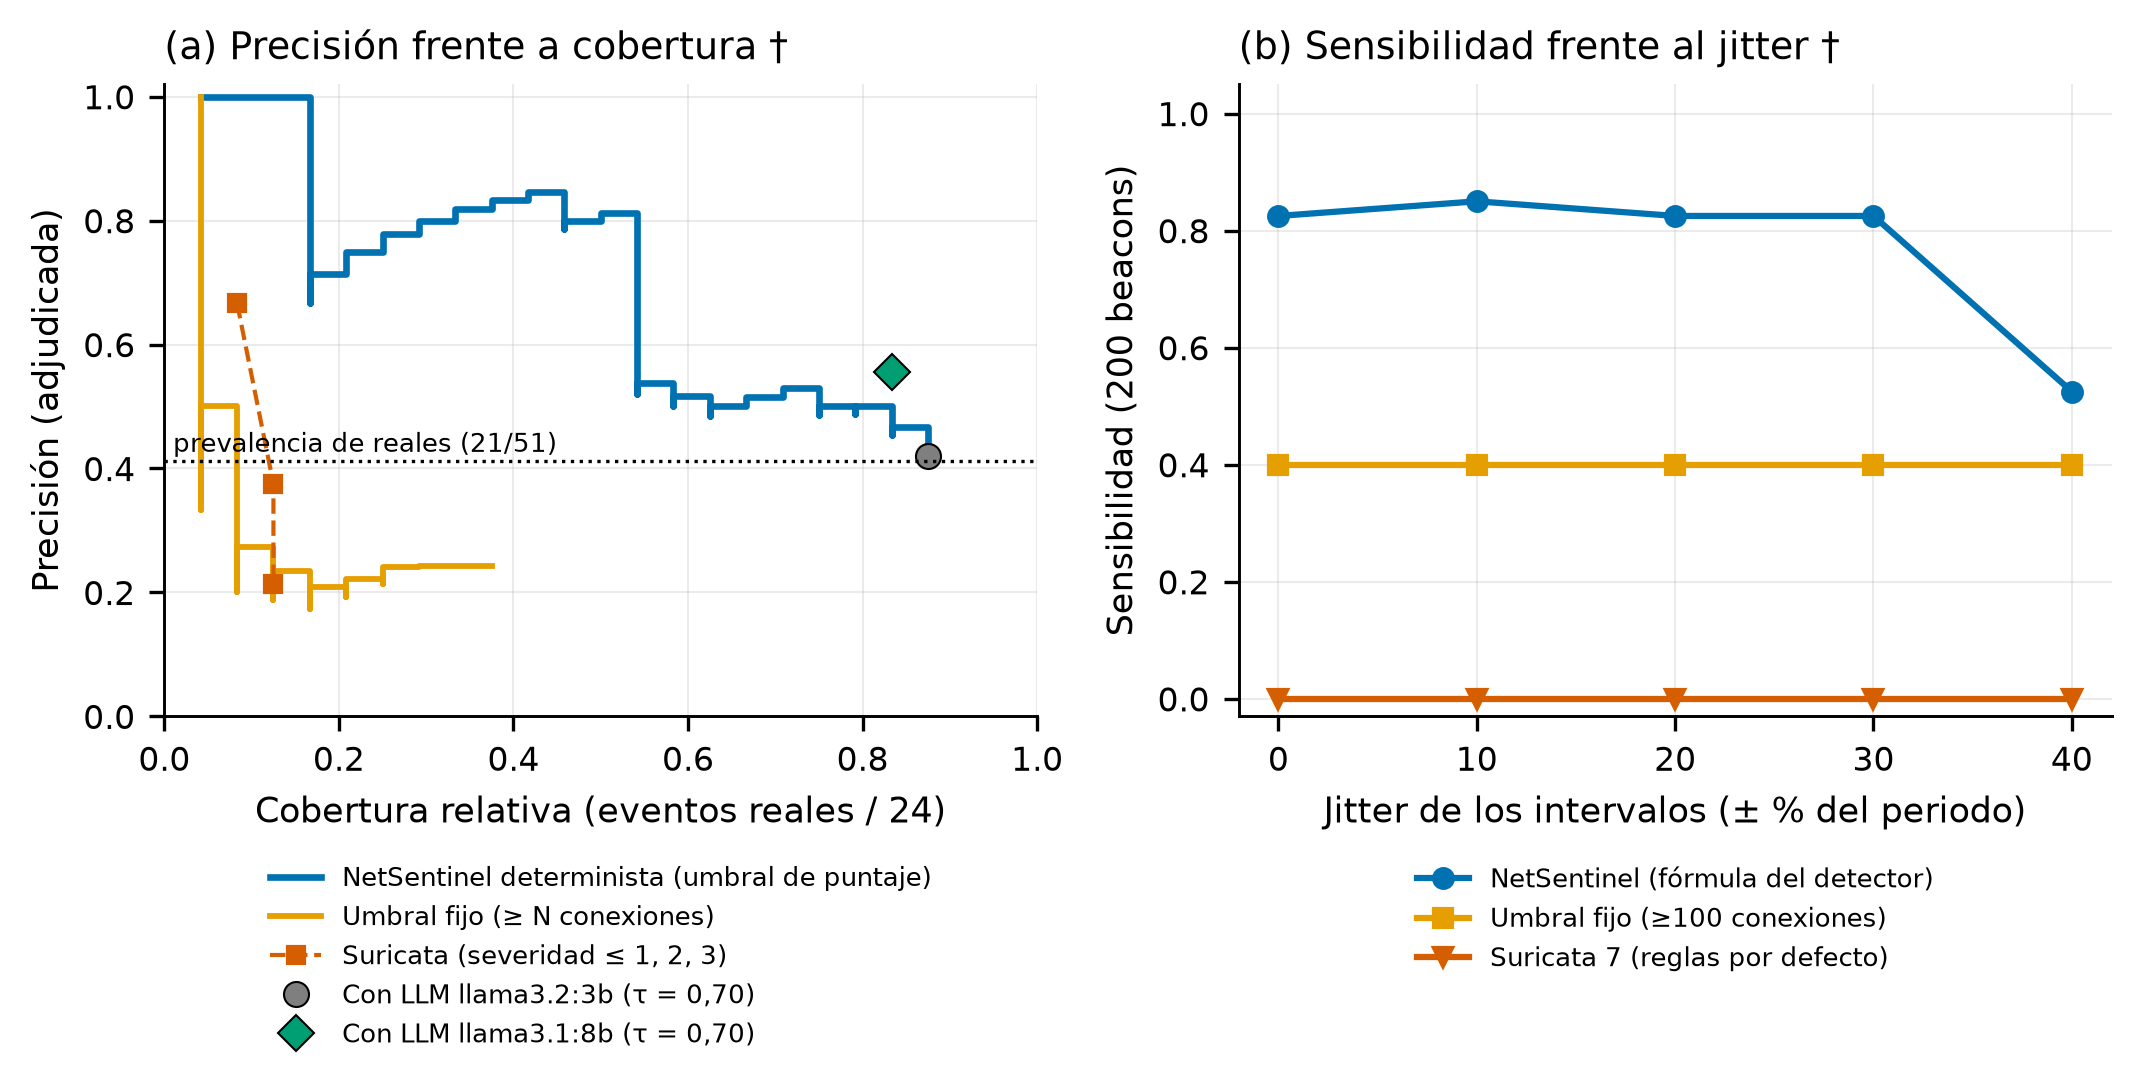 (a) Precisión frente a cobertura †
Precisión (adjudicada)
1.0
0.8
0.6
0.4
0.2
0.0
prevalencia de reales (21/51)
0.0 0.2 0.4 0.6 0.8 1.0
Cobertura relativa (eventos reales / 24)
NetSentinel determinista (umbral de puntaje)
Umbral fijo (≥ N conexiones)
Suricata (severidad ≤ 1, 2, 3)
Con LLM llama3.2:3b (τ = 0,70)
Con LLM llama3.1:8b (τ = 0,70)
(b) Sensibilidad frente al jitter †
Sensibilidad (200 beacons)
1.0
0.8
0.6
0.4
0.2
0.0
0 10 20 30 40
Jitter de los intervalos (± % del periodo)
NetSentinel (fórmula del detector)
Umbral fijo (≥100 conexiones)
Suricata 7 (reglas por defecto)